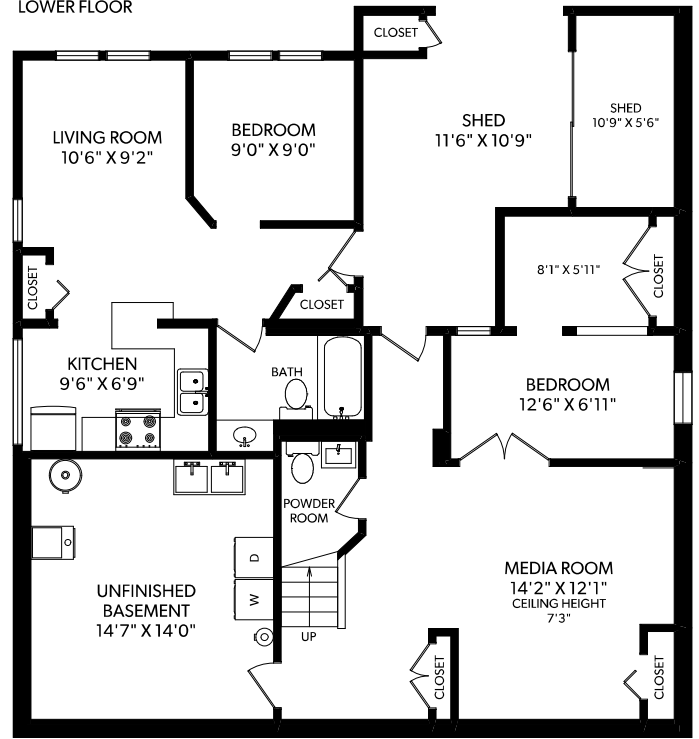 LOWER FLOOR
CLOSET
SHED
11'6" X 10'9"
SHED
10'9" X 5'6"
LIVING ROOM
10'6" X 9'2"
BEDROOM
9'0" X 9'0"
CLOSET
CLOSET
8'1" X 5'11"
CLOSET
KITCHEN
9'6" X 6'9"
BATH
BEDROOM
12'6" X 6'11"
POWDER
ROOM
UNFINISHED
BASEMENT
14'7" X 14'0"
D
W
UP
MEDIA ROOM
14'2" X 12'1"
CEILING HEIGHT
7'3"
CLOSET
CLOSET